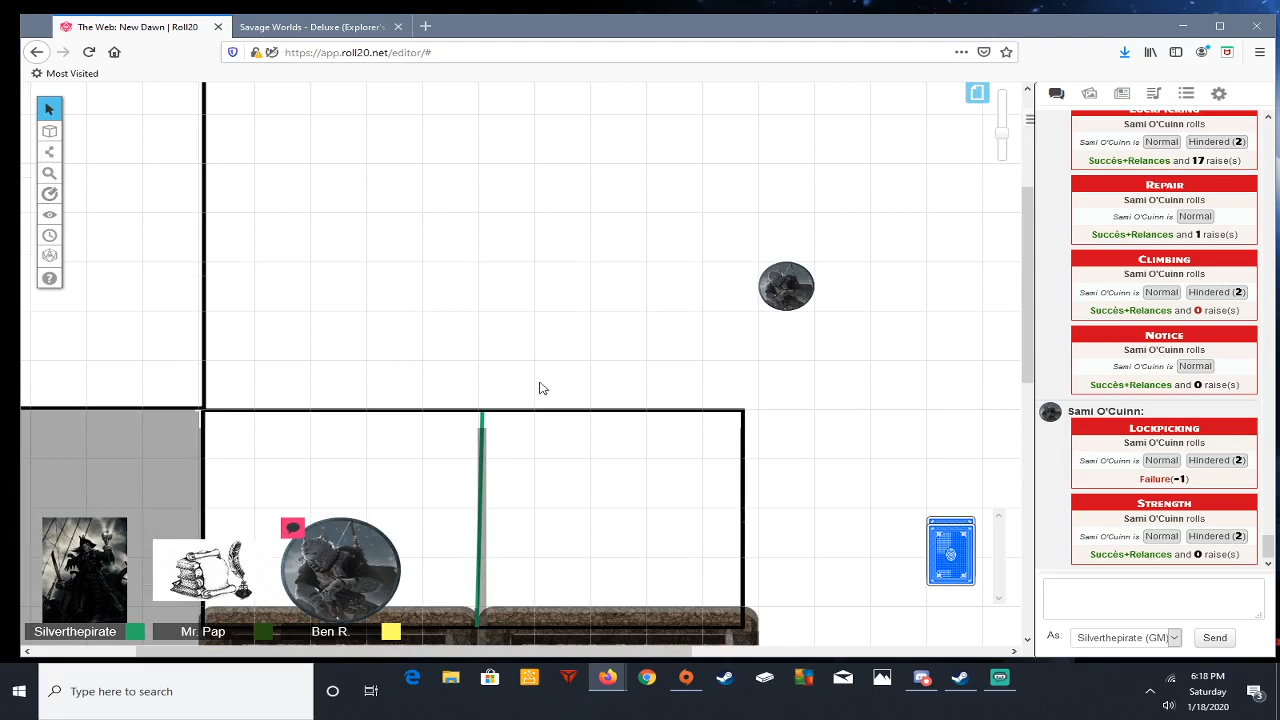 The Web: New Dawn | Roll20
Savage Worlds - Deluxe (Explorer's
https://app.roll20.net/editor/#
Most Visited
LOCKPICKING
Sami O'Cuinn rolls
Sami O'Cuinn is Normal Hindered (2)
Succès+Relances and 17 raise(s)
REPAIR
Sami O'Cuinn rolls
Sami O'Cuinn is Normal
Succès+Relances and 1 raise(s)
CLIMBING
Sami O'Cuinn rolls
Sami O'Cuinn is Normal Hindered (2)
Succès+Relances and 0 raise(s)
NOTICE
Sami O'Cuinn rolls
Sami O'Cuinn is Normal
Succès+Relances and 0 raise(s)
Sami O'Cuinn:
LOCKPICKING
Sami O'Cuinn rolls
Sami O'Cuinn is Normal Hindered (2)
Failure(-1)
STRENGTH
Sami O'Cuinn rolls
Sami O'Cuinn is Normal Hindered (2)
Succès+Relances and 0 raise(s)
Silverthepirate
Mr. Pap
Ben R.
As: Silverthepirate (GM) Send
Type here to search
6:18 PM
Saturday
1/18/2020
3